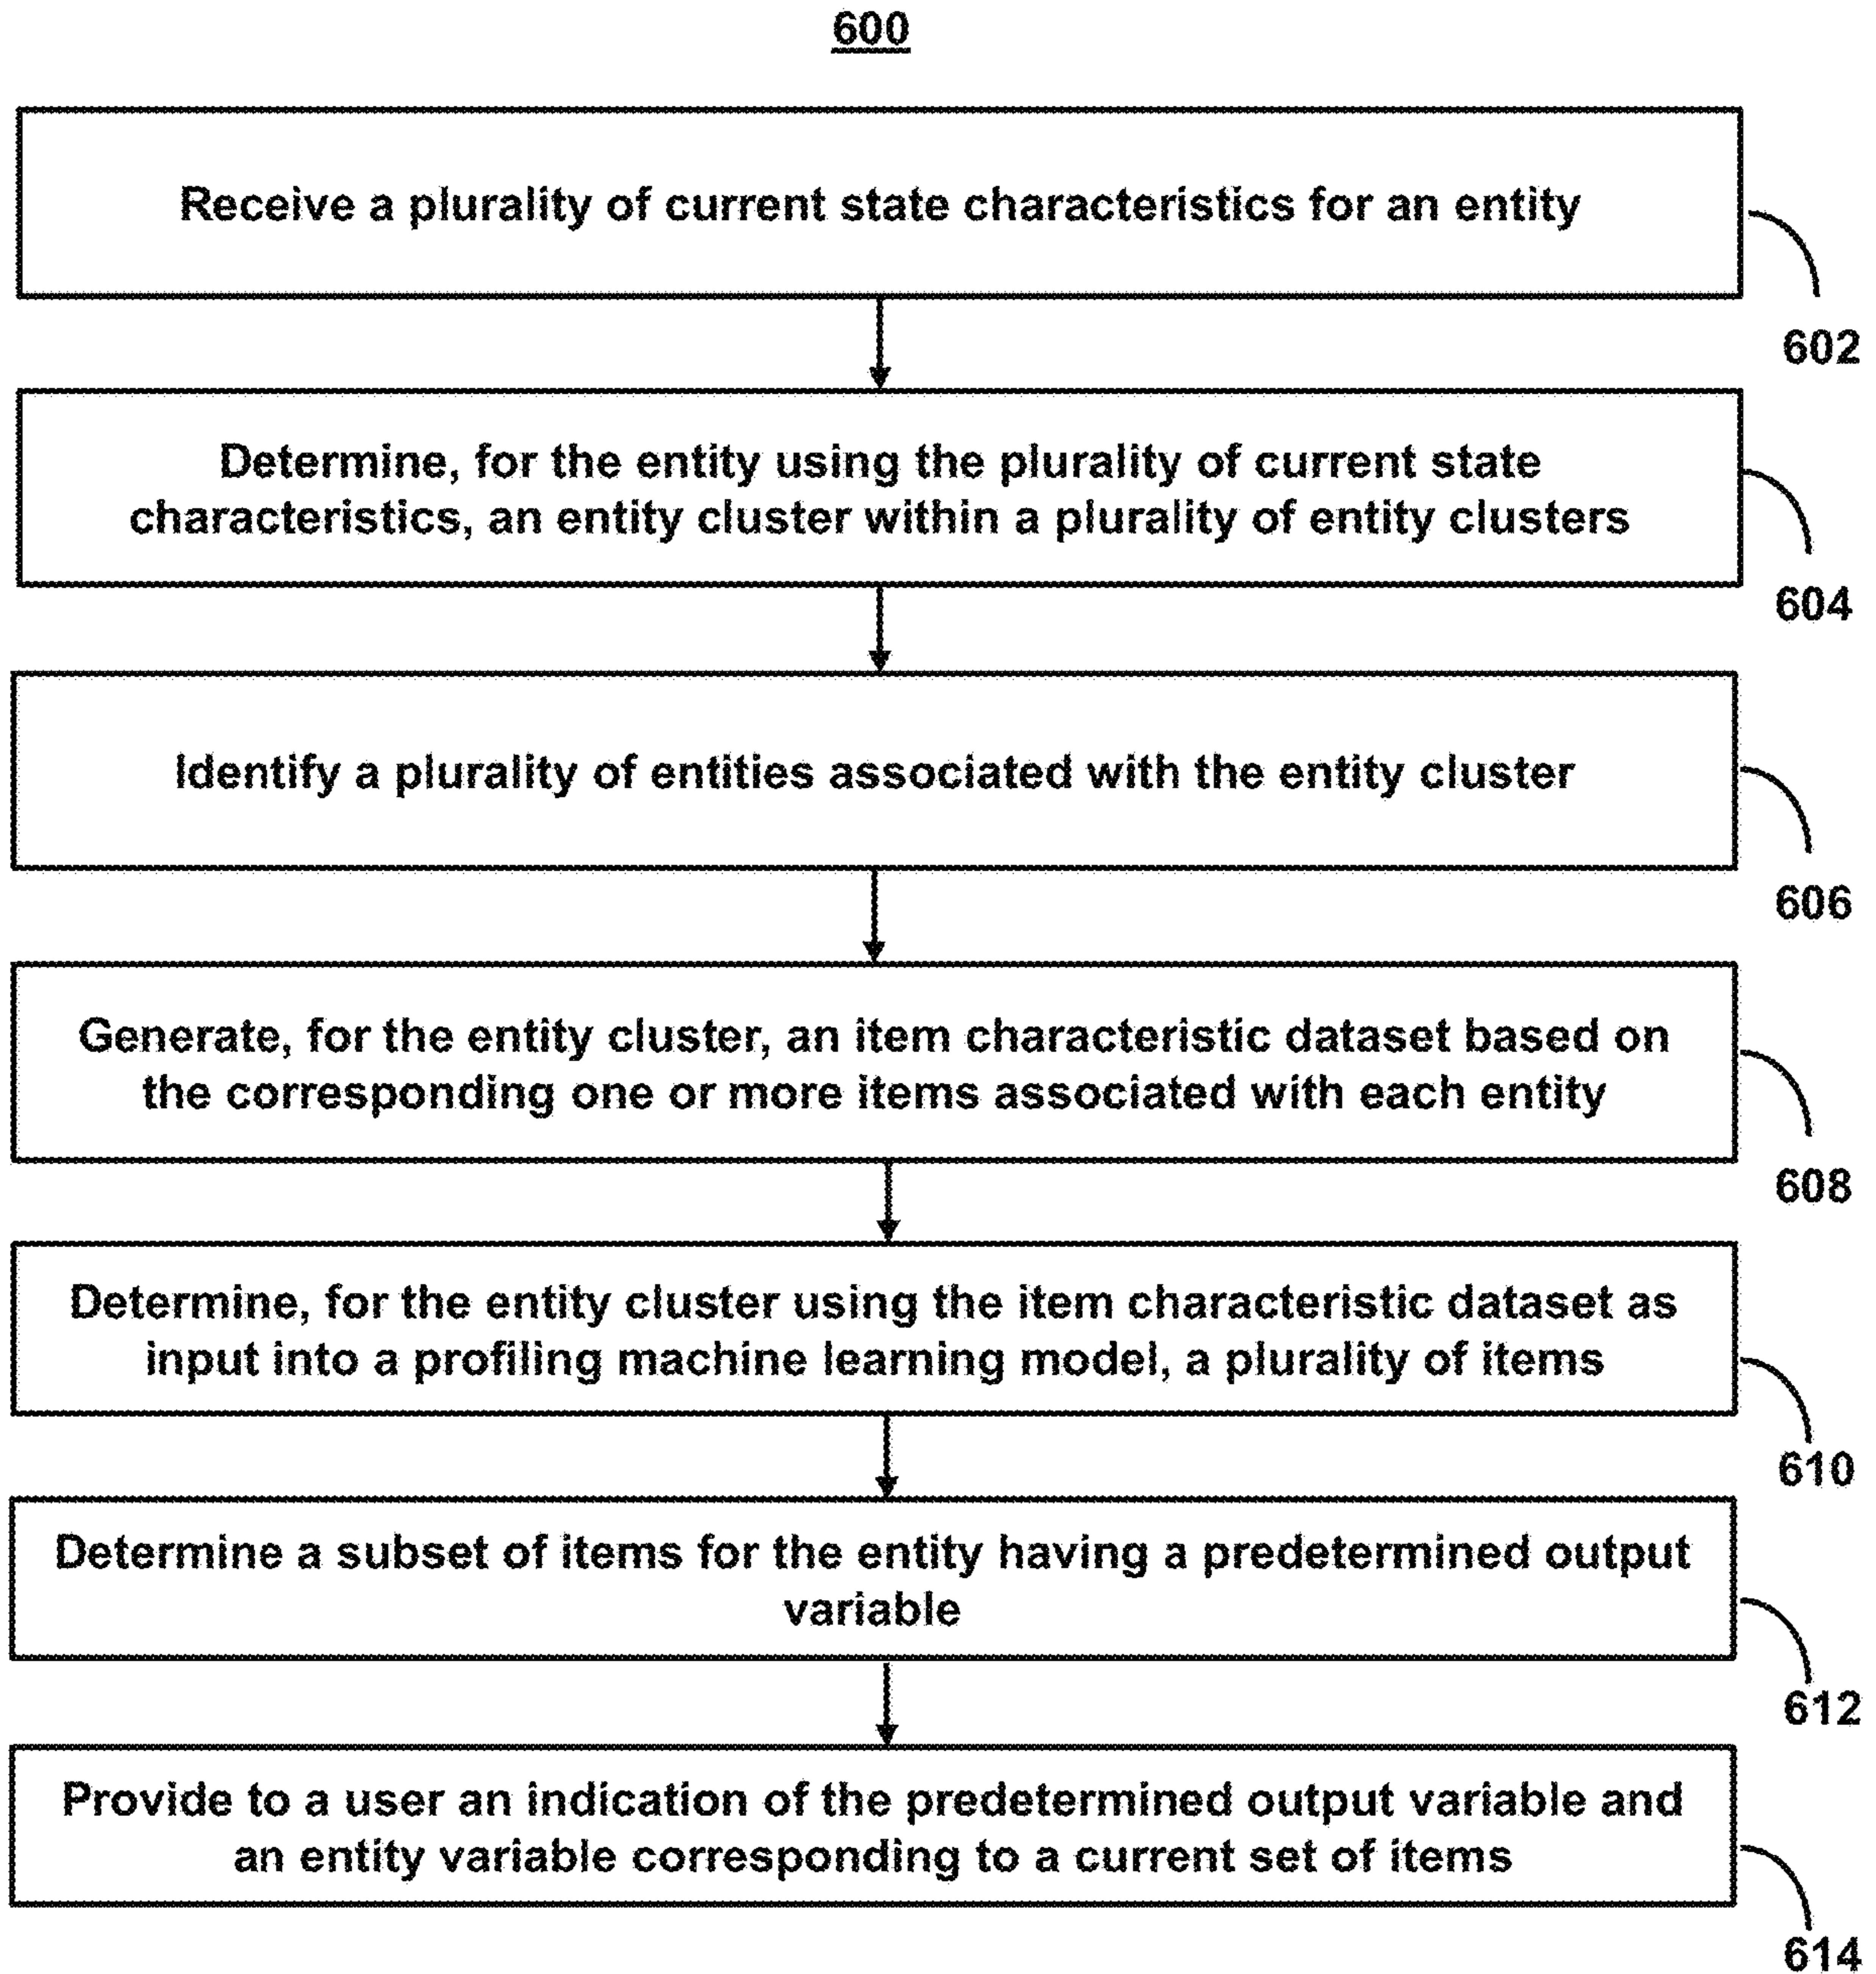 600
Receive a plurality of current state characteristics for an entity
602
Determine, for the entity using the plurality of current state
characteristics, an entity cluster within a plurality of entity clusters
604
Identify a plurality of entities associated with the entity cluster
606
Generate, for the entity cluster, an item characteristic dataset based on
the corresponding one or more items associated with each entity
608
Determine, for the entity cluster using the item characteristic dataset as
input into a profiling machine learning model, a plurality of items
610
Determine a subset of items for the entity having a predetermined output
variable
612
Provide to a user an indication of the predetermined output variable and
an entity variable corresponding to a current set of items
614